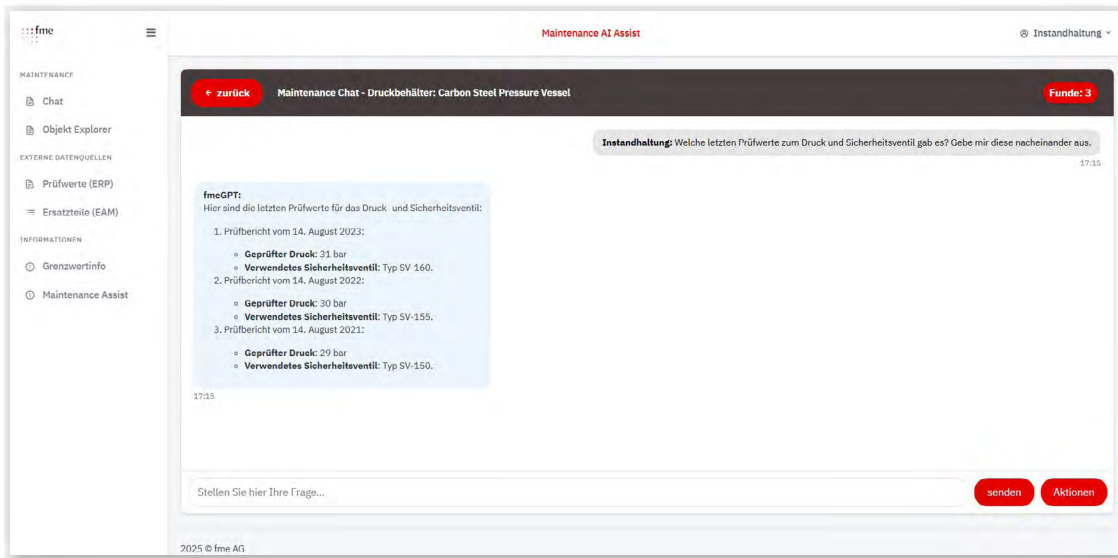 fme
Maintenance AI Assist
Instandhaltung
MAINTENANCE
Chat
Objekt Explorer
EXTERNE DATENQUELLEN
Prüfwerte (ERP)
Ersatzteile (EAM)
INFORMATIONEN
Grenzwertinfo
Maintenance Assist
← zurück
Maintenance Chat - Druckbehälter: Carbon Steel Pressure Vessel
Funde: 3
Instandhaltung: Welche letzten Prüfwerte zum Druck und Sicherheitsventil gab es? Gebe mir diese nacheinander aus.
17:15
fmeGPT:
Hier sind die letzten Prüfwerte für das Druck- und Sicherheitsventil:
1. Prüfbericht vom 14. August 2023:
Geprüfter Druck: 31 bar
Verwendetes Sicherheitsventil: Typ SV-160.
2. Prüfbericht vom 14. August 2022:
Geprüfter Druck: 30 bar
Verwendetes Sicherheitsventil: Typ SV-155.
3. Prüfbericht vom 14. August 2021:
Geprüfter Druck: 29 bar
Verwendetes Sicherheitsventil: Typ SV-150.
17:15
Stellen Sie hier Ihre Frage...
senden
Aktionen
2025 © fme AG